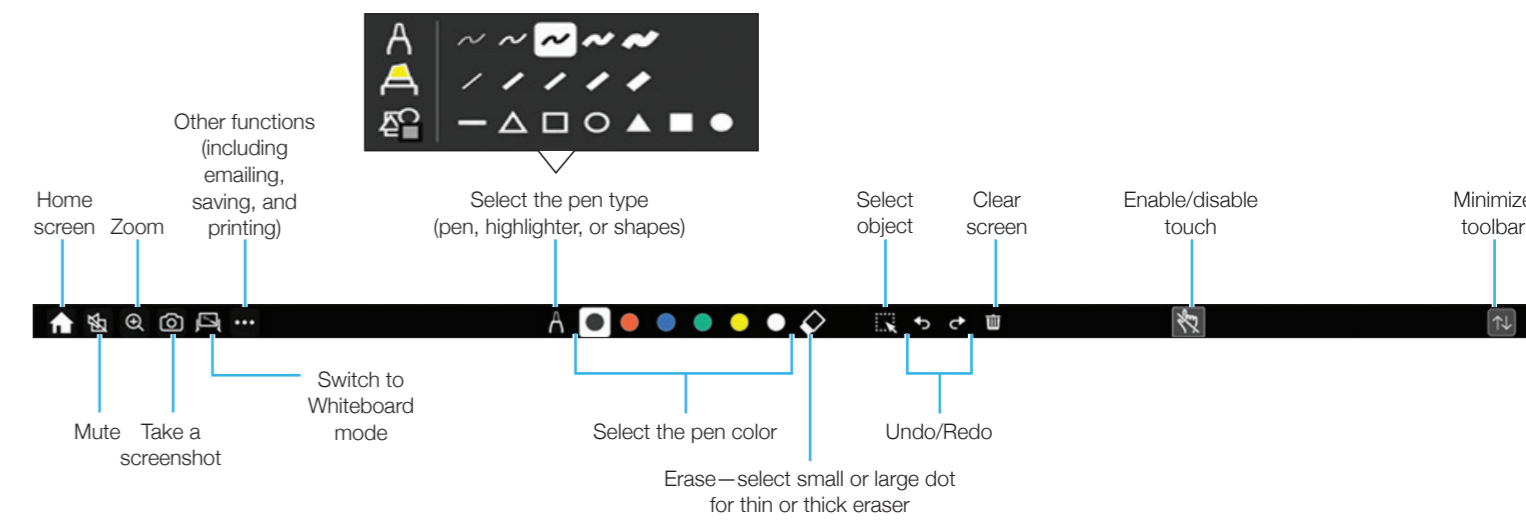 Other functions
(including
emailing,
saving, and
printing)
Home
screen
Zoom
Select the pen type
(pen, highlighter, or shapes)
Select
object
Clear
screen
Enable/disable
touch
Minimize
toolbar
Mute
Take a
screenshot
Switch to
Whiteboard
mode
Select the pen color
Undo/Redo
Erase—select small or large dot
for thin or thick eraser